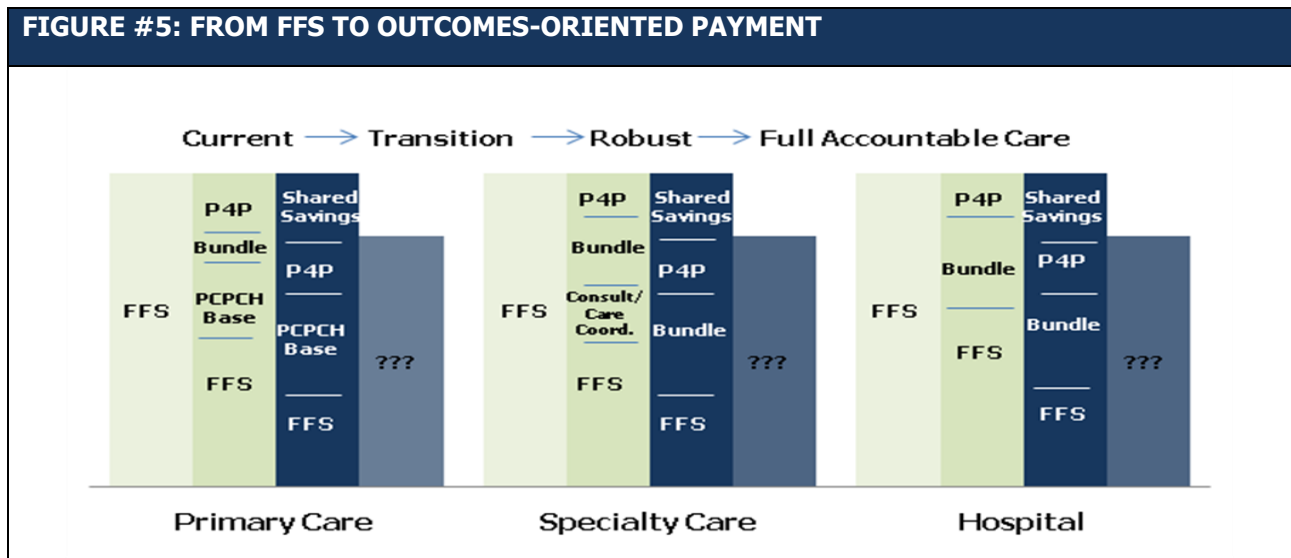 FIGURE #5: FROM FFS TO OUTCOMES-ORIENTED PAYMENT
Current → Transition → Robust → Full Accountable Care
FFS
P4P
Bundle
PCPCH
Base
FFS
Shared
Savings
P4P
PCPCH
Base
FFS
???
Primary Care
FFS
P4P
Bundle
Consult/
Care
Coord.
FFS
Shared
Savings
P4P
Bundle
FFS
???
Specialty Care
FFS
P4P
Bundle
FFS
Shared
Savings
P4P
Bundle
FFS
???
Hospital